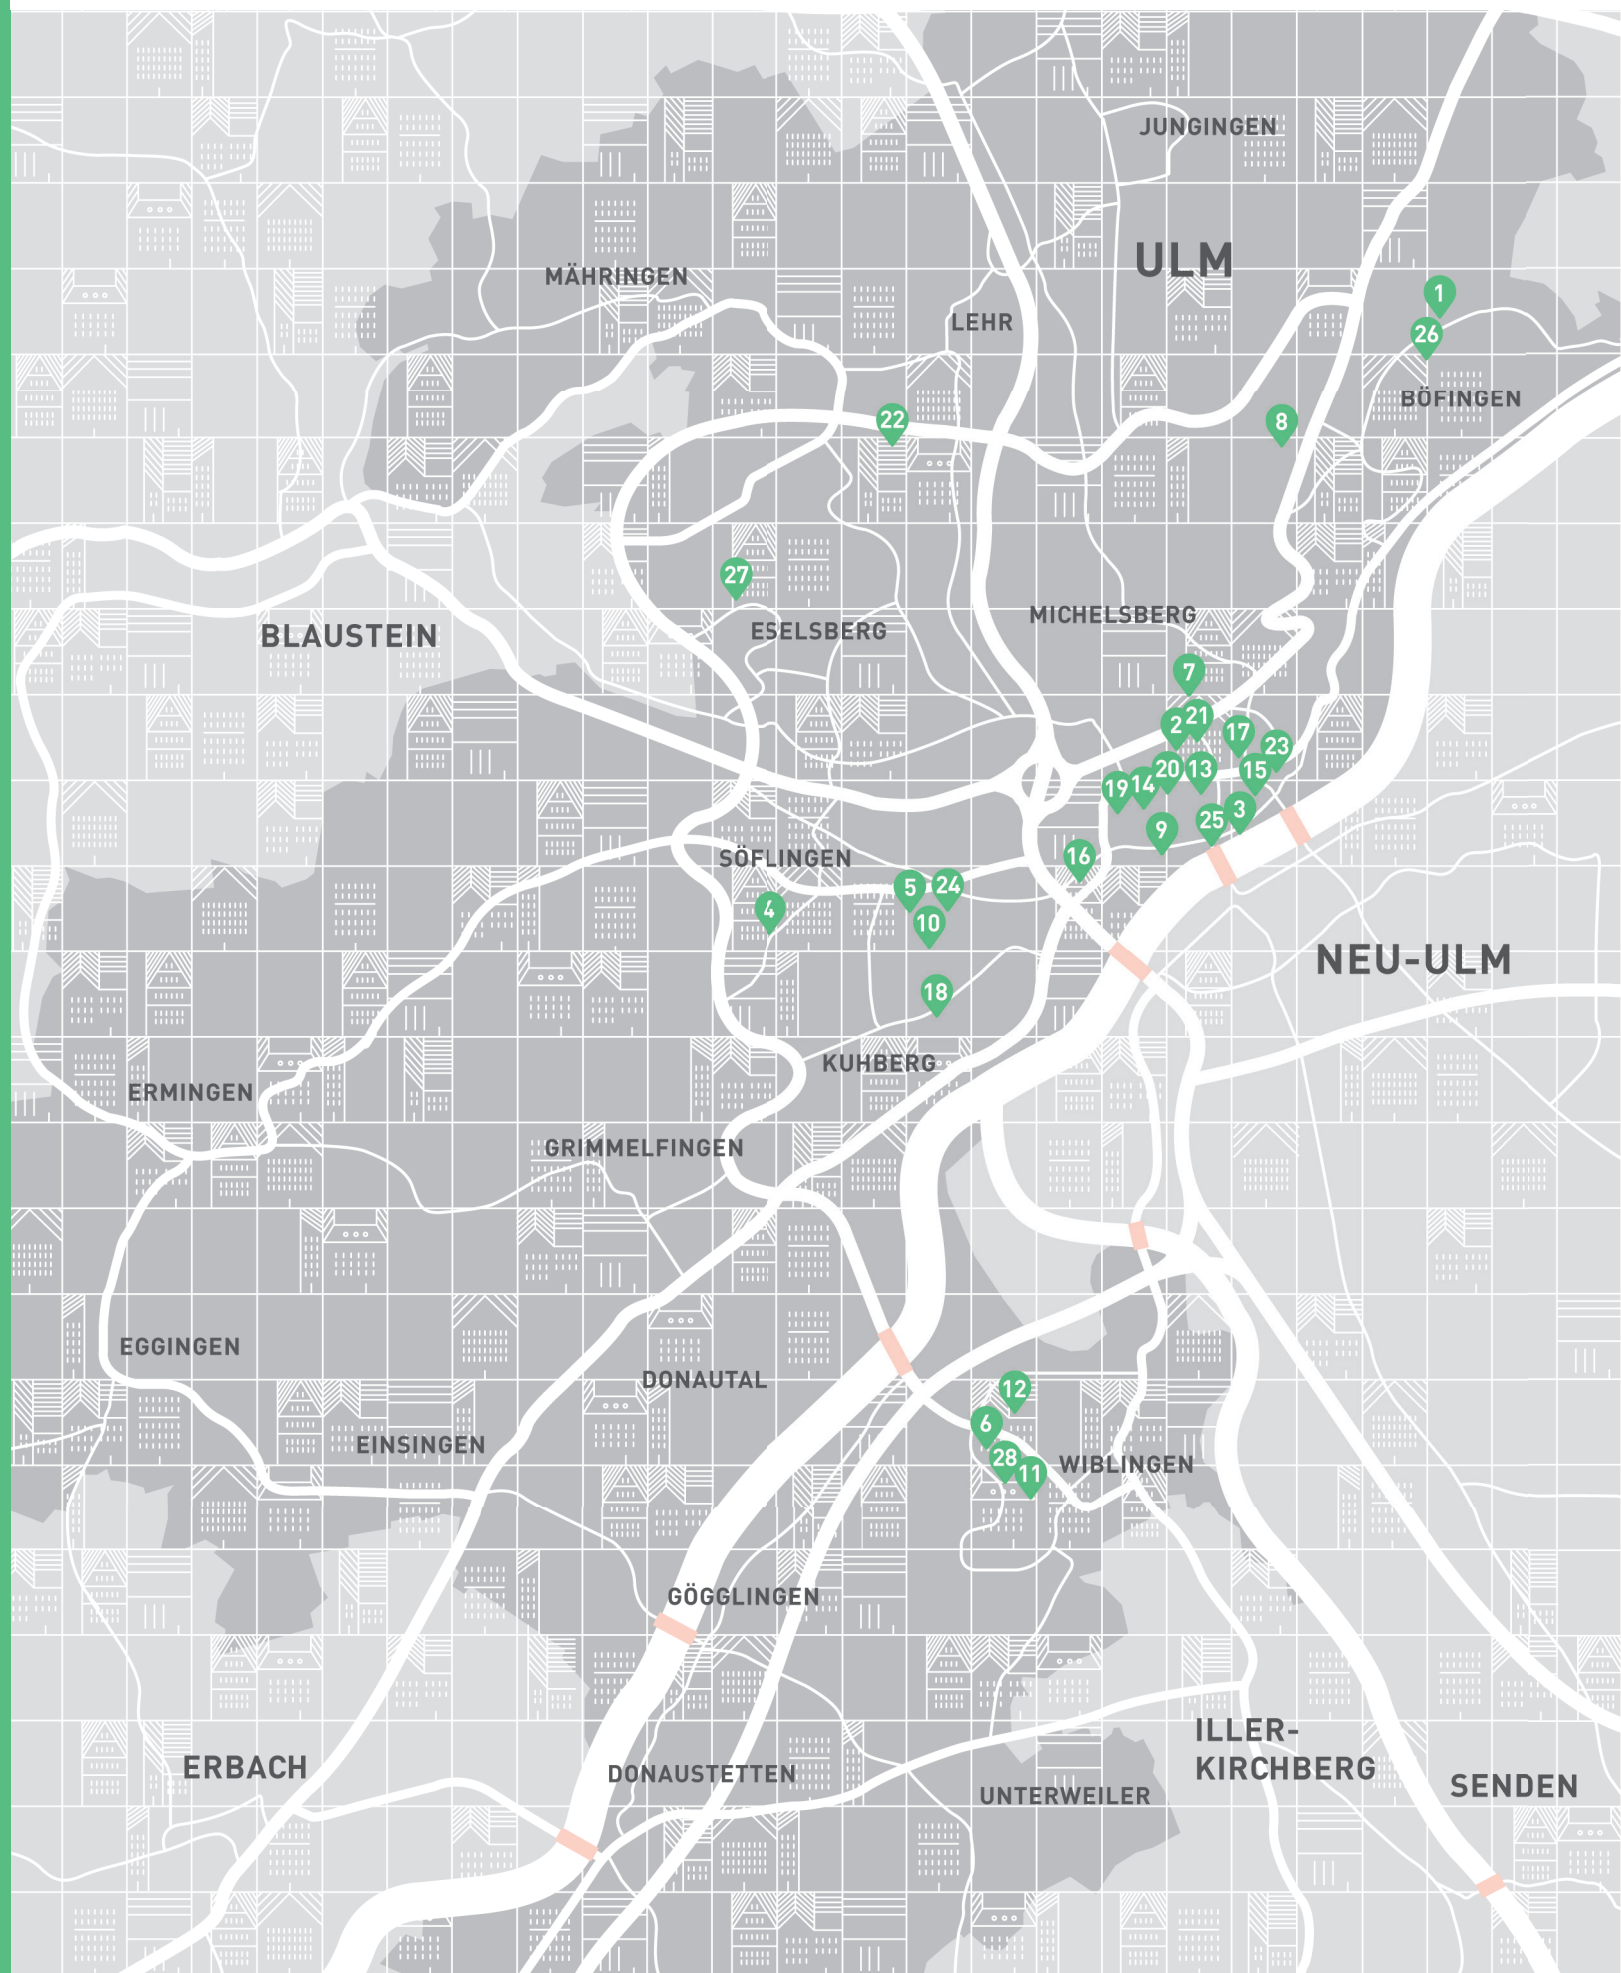 JUNGINGEN
ULM
MÄHRINGEN
1
LEHR
26
BÖFINGEN
22
8
27
MICHELSBERG
ESELSBERG
BLAUSTEIN
7
21
2
17
23
20
13
15
14
19
3
25
9
16
SÖFLINGEN
24
5
4
10
NEU-ULM
18
KUHBERG
ERMINGEN
GRIMMELFINGEN
EGGINGEN
DONAUTAL
12
6
EINSINGEN
28
WIBLINGEN
11
GÖGGLINGEN
ILLER-
KIRCHBERG
ERBACH
DONAUSTETTEN
SENDEN
UNTERWEILER